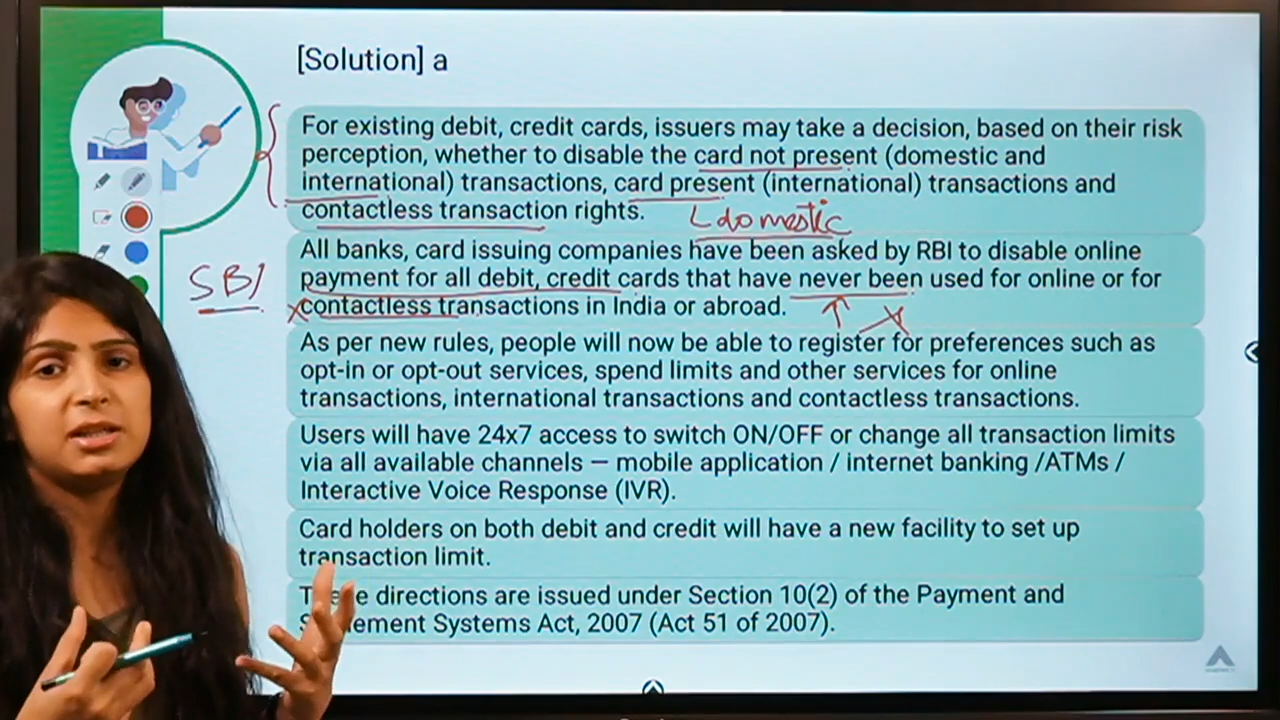 [Solution] a
For existing debit, credit cards, issuers may take a decision, based on their risk
perception, whether to disable the card not present (domestic and
international) transactions, card present (international) transactions and
contactless transaction rights.
domestic
All banks, card issuing companies have been asked by RBI to disable online
SBI
payment for all debit, credit cards that have never been used for online or for
contactless transactions in India or abroad.
As per new rules, people will now be able to register for preferences such as
opt-in or opt-out services, spend limits and other services for online
transactions, international transactions and contactless transactions.
Users will have 24x7 access to switch ON/OFF or change all transaction limits
via all available channels – mobile application / internet banking /ATMs /
Interactive Voice Response (IVR).
Card holders on both debit and credit will have a new facility to set up
transaction limit.
directions are issued under Section 10(2) of the Payment and
Systems Act, 2007 (Act 51 of 2007).